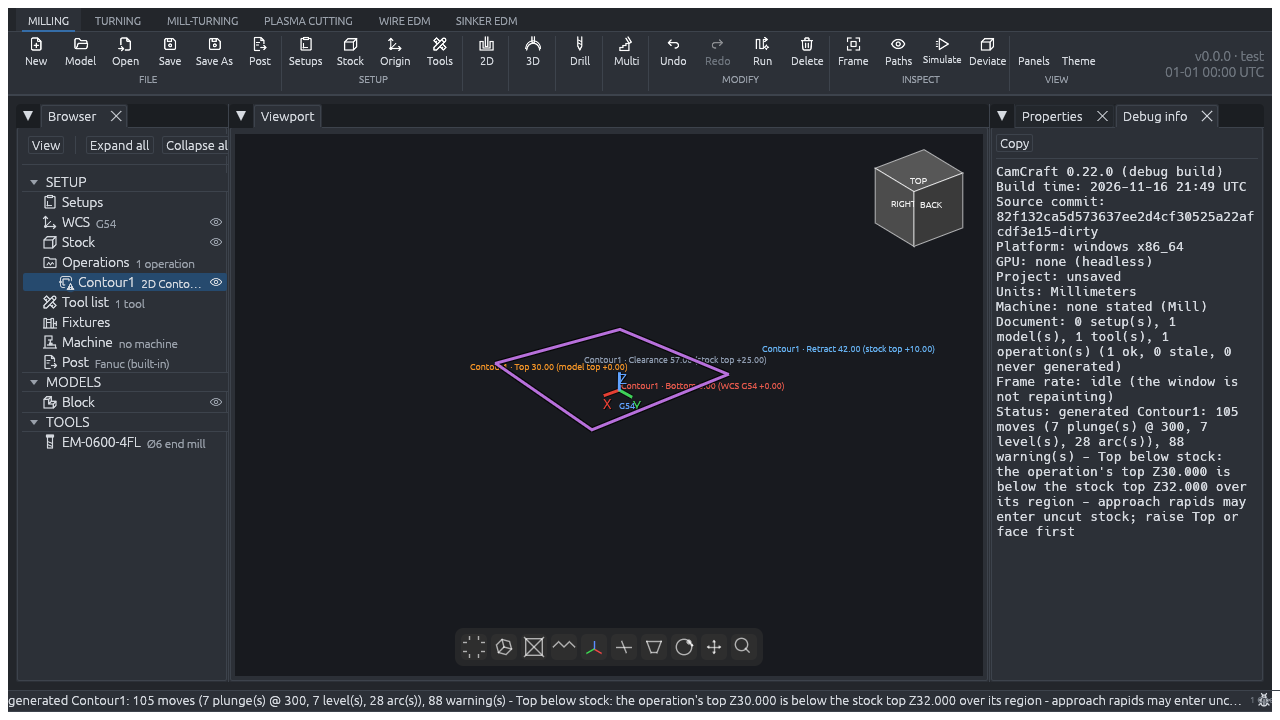 MILLING TURNING MILL-TURNING PLASMA CUTTING WIRE EDM SINKER EDM
New Model Open Save Save As Post Setups Stock Origin Tools 2D 3D Drill Multi Undo Redo Run Delete Frame Paths Simulate Deviate Panels Theme
FILE SETUP MODIFY INSPECT VIEW
v0.0.0 · test
01-01 00:00 UTC
Browser
View Expand all Collapse al
SETUP
Setups
WCS G54
Stock
Operations 1 operation
Contour1 2D Conto...
Tool list 1 tool
Fixtures
Machine no machine
Post Fanuc (built-in)
MODELS
Block
TOOLS
EM-0600-4FL Ø6 end mill
Viewport
TOP
RIGHT BACK
Contour1 · Retract 42.00 (stock top +10.00)
Contour1 · Clearance 57.00 (stock top +25.00)
Contour1 · Top 30.00 (model top +0.00)
Contour1 · Bottom 0.00 (WCS G54 +0.00)
Z
X G54 Y
Properties Debug info
Copy
CamCraft 0.22.0 (debug build)
Build time: 2026-11-16 21:49 UTC
Source commit:
82f132ca5d573637ee2d4cf30525a22af
cdf3e15-dirty
Platform: windows x86_64
GPU: none (headless)
Project: unsaved
Units: Millimeters
Machine: none stated (Mill)
Document: 0 setup(s), 1
model(s), 1 tool(s), 1
operation(s) (1 ok, 0 stale, 0
never generated)
Frame rate: idle (the window is
not repainting)
Status: generated Contour1: 105
moves (7 plunge(s) @ 300, 7
level(s), 28 arc(s)), 88
warning(s) - Top below stock:
the operation's top Z30.000 is
below the stock top Z32.000 over
its region - approach rapids may
enter uncut stock; raise Top or
face first
generated Contour1: 105 moves (7 plunge(s) @ 300, 7 level(s), 28 arc(s)), 88 warning(s) - Top below stock: the operation's top Z30.000 is below the stock top Z32.000 over its region - approach rapids may enter unc...